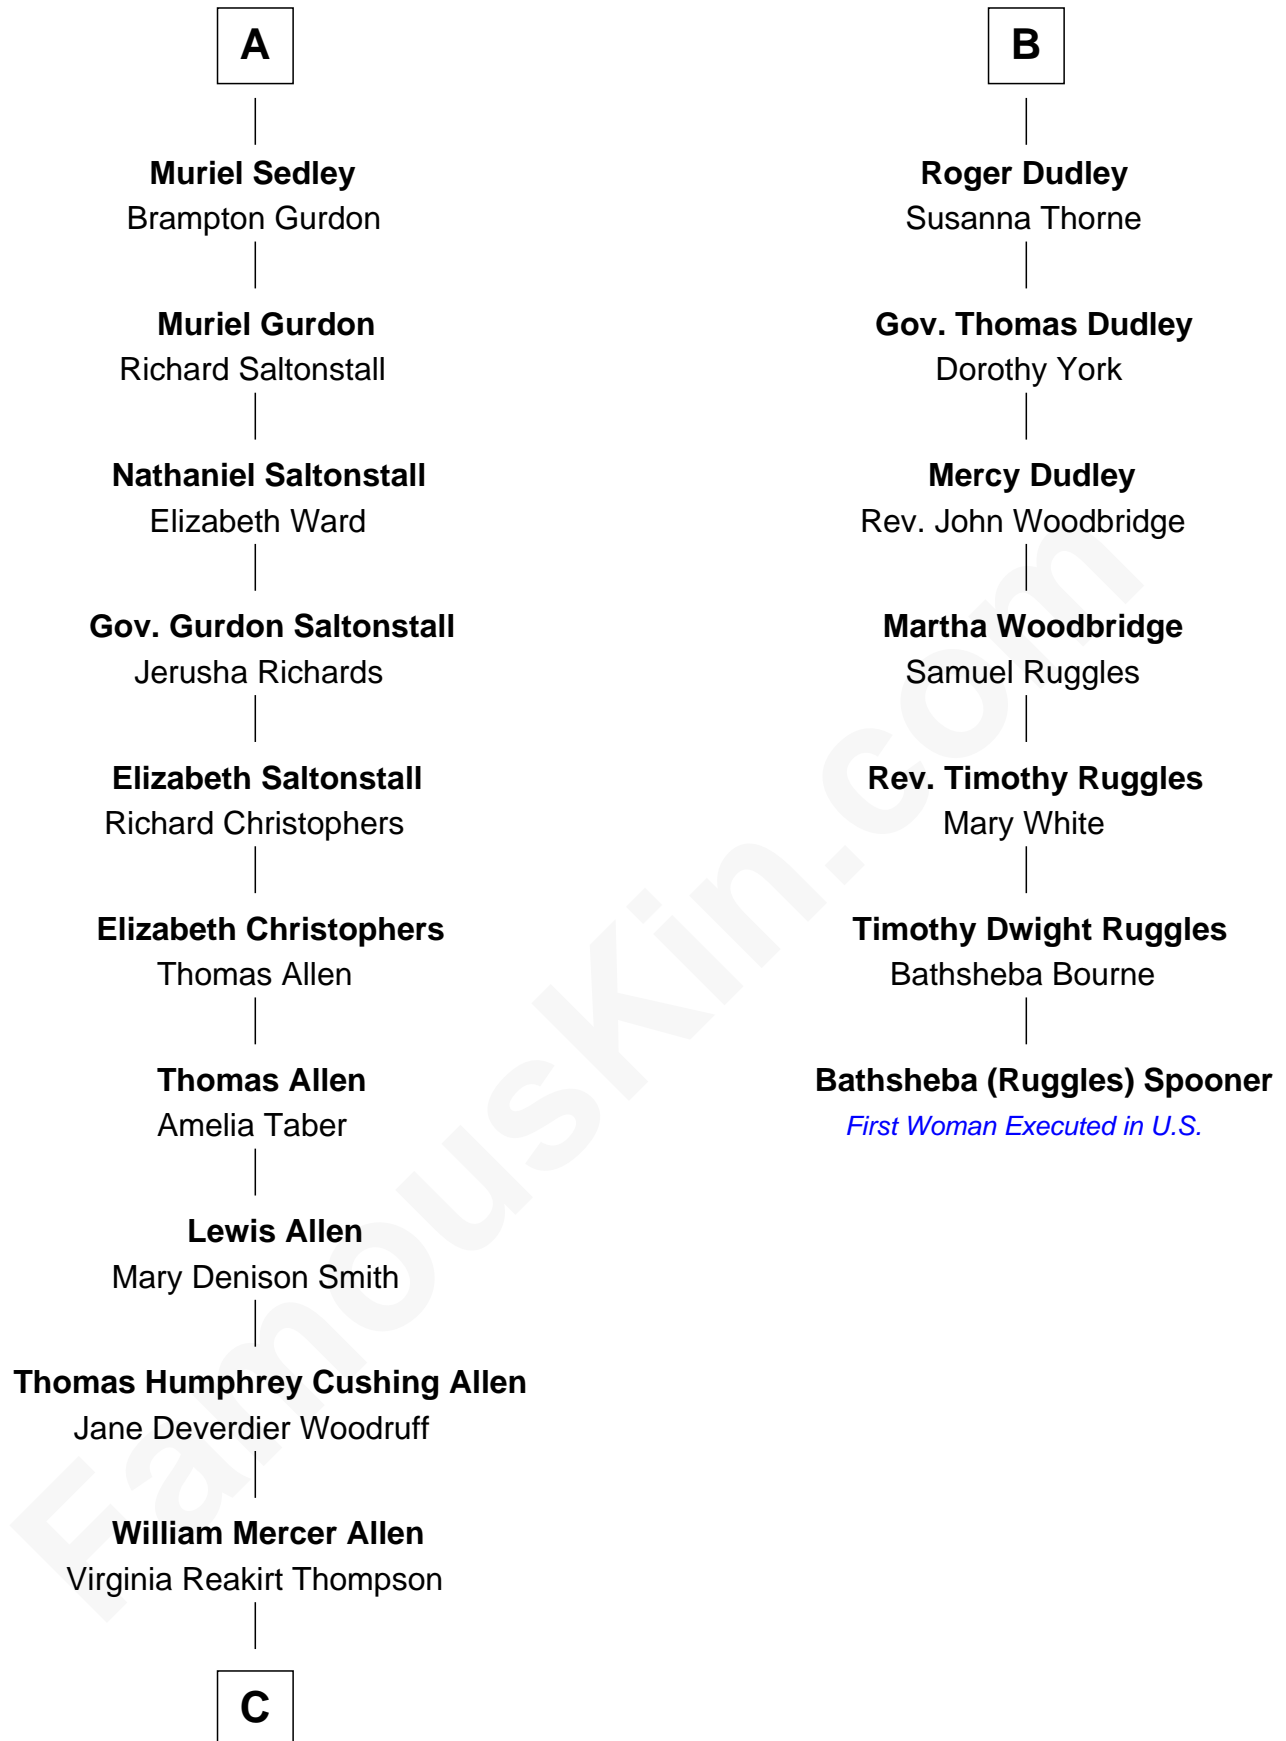 A
Muriel Sedley
Brampton Gurdon
Muriel Gurdon
Richard Saltonstall
Nathaniel Saltonstall
Elizabeth Ward
Gov. Gurdon Saltonstall
Jerusha Richards
Elizabeth Saltonstall
Richard Christophers
Elizabeth Christophers
Thomas Allen
Thomas Allen
Amelia Taber
Lewis Allen
Mary Denison Smith
Thomas Humphrey Cushing Allen
Jane Deverdier Woodruff
William Mercer Allen
Virginia Reakirt Thompson
C
B
Roger Dudley
Susanna Thorne
Gov. Thomas Dudley
Dorothy York
Mercy Dudley
Rev. John Woodbridge
Martha Woodbridge
Samuel Ruggles
Rev. Timothy Ruggles
Mary White
Timothy Dwight Ruggles
Bathsheba Bourne
Bathsheba (Ruggles) Spooner
First Woman Executed in U.S.
FamousKin.com